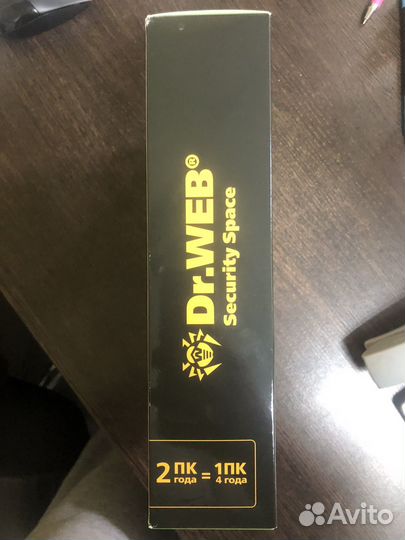 Dr.WEB®
Security Space
2 ПК года = 1 ПК 4 года
Avito